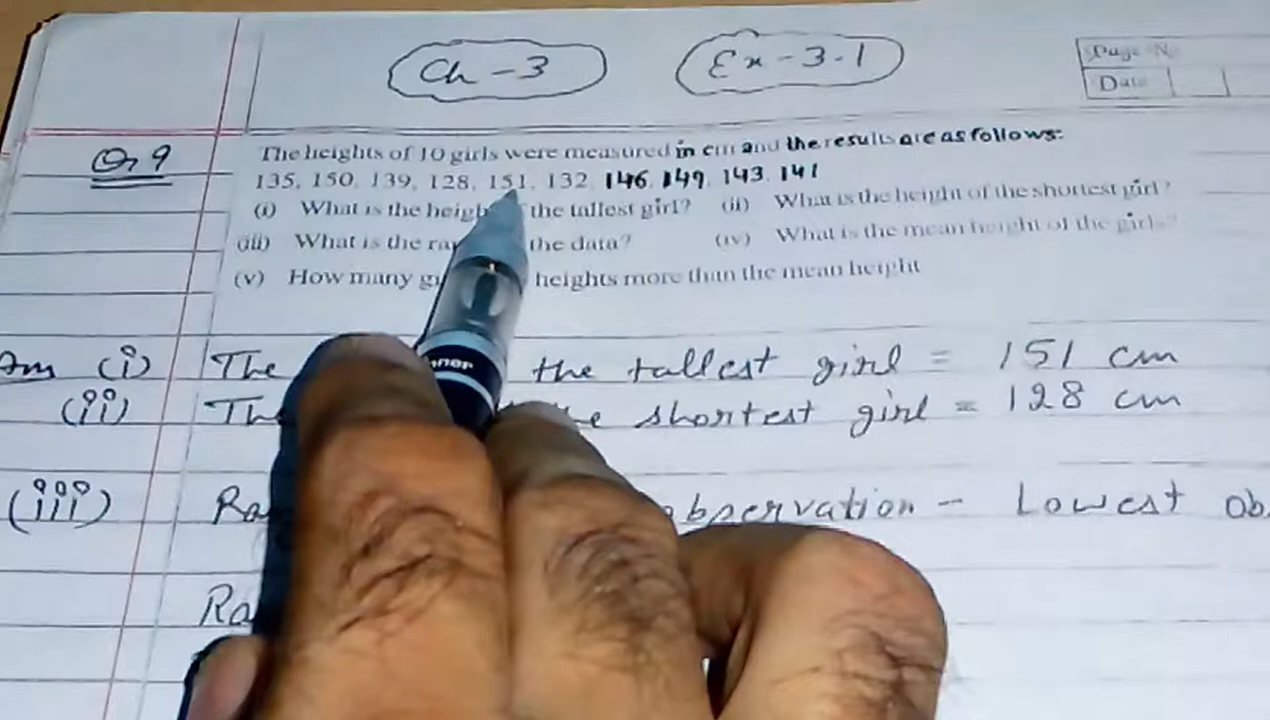 Ch-3
Ex-3.1
Page N
Date
Qn 9
The heights of 10 girls were measured in cm and the results are as follows:
135, 150, 139, 128, 151, 132, 146, 149, 143, 141
(i) What is the heigh the tallest girl? (ii) What is the height of the shortest girl?
(iii) What is the ra the data? (iv) What is the mean height of the girls?
(v) How many gi heights more than the mean height
Ans (i) The the tallest girl = 151 cm
(ii) Th shortest girl = 128 cm
(iii) Ra observation - Lowest ob
Ra